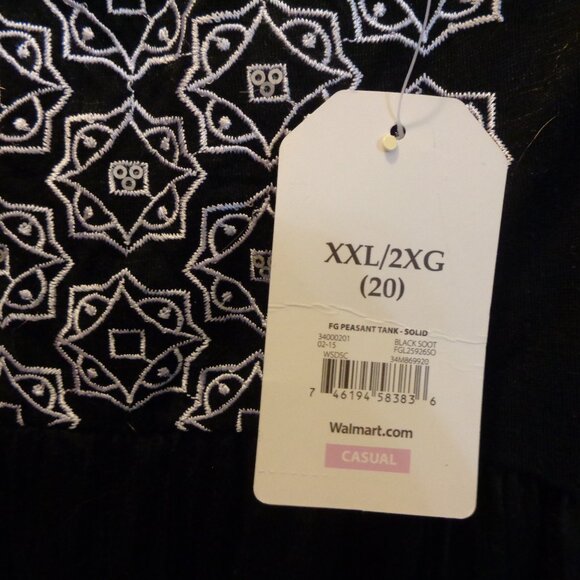 XXL/2XG
(20)
FG PEASANT TANK - SOLID
34000201 BLACK SOOT
02-15 FGL25926SO
WSDSC 34M869920
7 46194 58383 6
Walmart.com
CASUAL